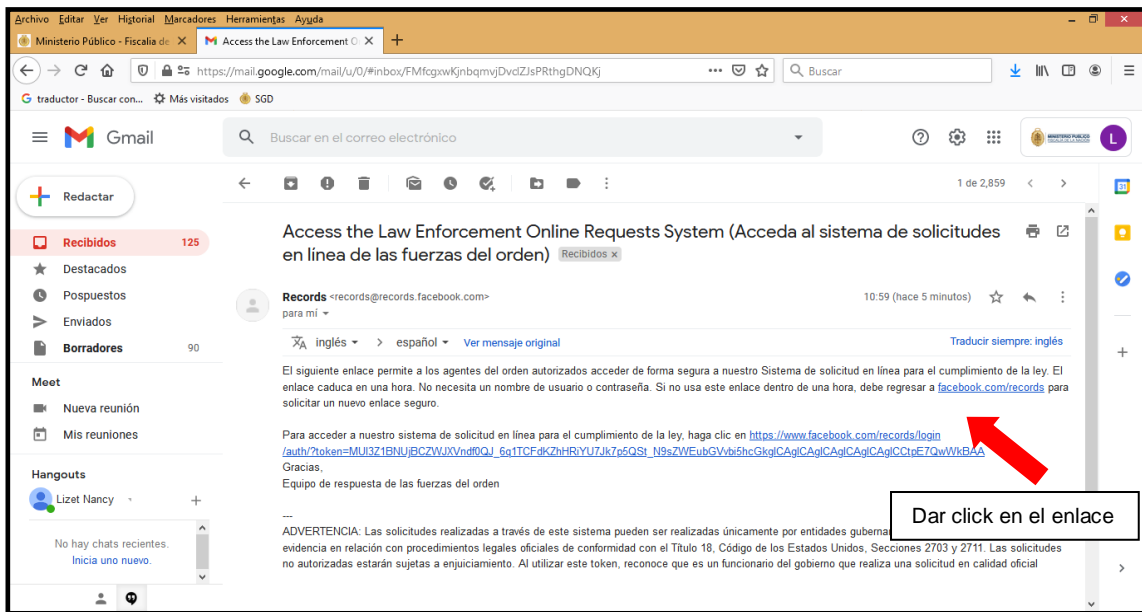 Archivo Editar Ver Historial Marcadores Herramientas Ayuda
Ministerio Público - Fiscalia de
Access the Law Enforcement O
https://mail.google.com/mail/u/0/#inbox/FMfcgxwKjnbqmvjDvclZJsPRthgDNQKj
Buscar
traductor - Buscar con...
Más visitados
SGD
Gmail
Buscar en el correo electrónico
MINISTERIO PUBLICO
FISCALIA DE LA NACION
L
Redactar
1 de 2,859
31
Recibidos 125
Destacados
Pospuestos
Enviados
Borradores 90
Meet
Nueva reunión
Mis reuniones
Hangouts
Lizet Nancy
No hay chats recientes.
Inicia uno nuevo.
Access the Law Enforcement Online Requests System (Acceda al sistema de solicitudes
en línea de las fuerzas del orden) Recibidos x
Records <records@records.facebook.com>
10:59 (hace 5 minutos)
para mí
inglés > español Ver mensaje original
Traducir siempre: inglés
El siguiente enlace permite a los agentes del orden autorizados acceder de forma segura a nuestro Sistema de solicitud en línea para el cumplimiento de la ley. El
enlace caduca en una hora. No necesita un nombre de usuario o contraseña. Si no usa este enlace dentro de una hora, debe regresar a facebook.com/records para
solicitar un nuevo enlace seguro.
Para acceder a nuestro sistema de solicitud en línea para el cumplimiento de la ley, haga clic en https://www.facebook.com/records/login
/auth/?token=MUl3Z1BNUjBCZWJXVndf0QJ_6q1TCFdKZhHRiYU7Jk7p5QSt_N9sZWEubGVvbi5hcGkglCAglCAglCAglCAglCAglCCtpE7QwWkBAA
Gracias,
Equipo de respuesta de las fuerzas del orden
Dar click en el enlace
---
ADVERTENCIA: Las solicitudes realizadas a través de este sistema pueden ser realizadas únicamente por entidades
evidencia en relación con procedimientos legales oficiales de conformidad con el Título 18, Código de los Estados Unidos, Secciones 2703 y 2711. Las solicitudes
no autorizadas estarán sujetas a enjuiciamiento. Al utilizar este token, reconoce que es un funcionario del gobierno que realiza una solicitud en calidad oficial